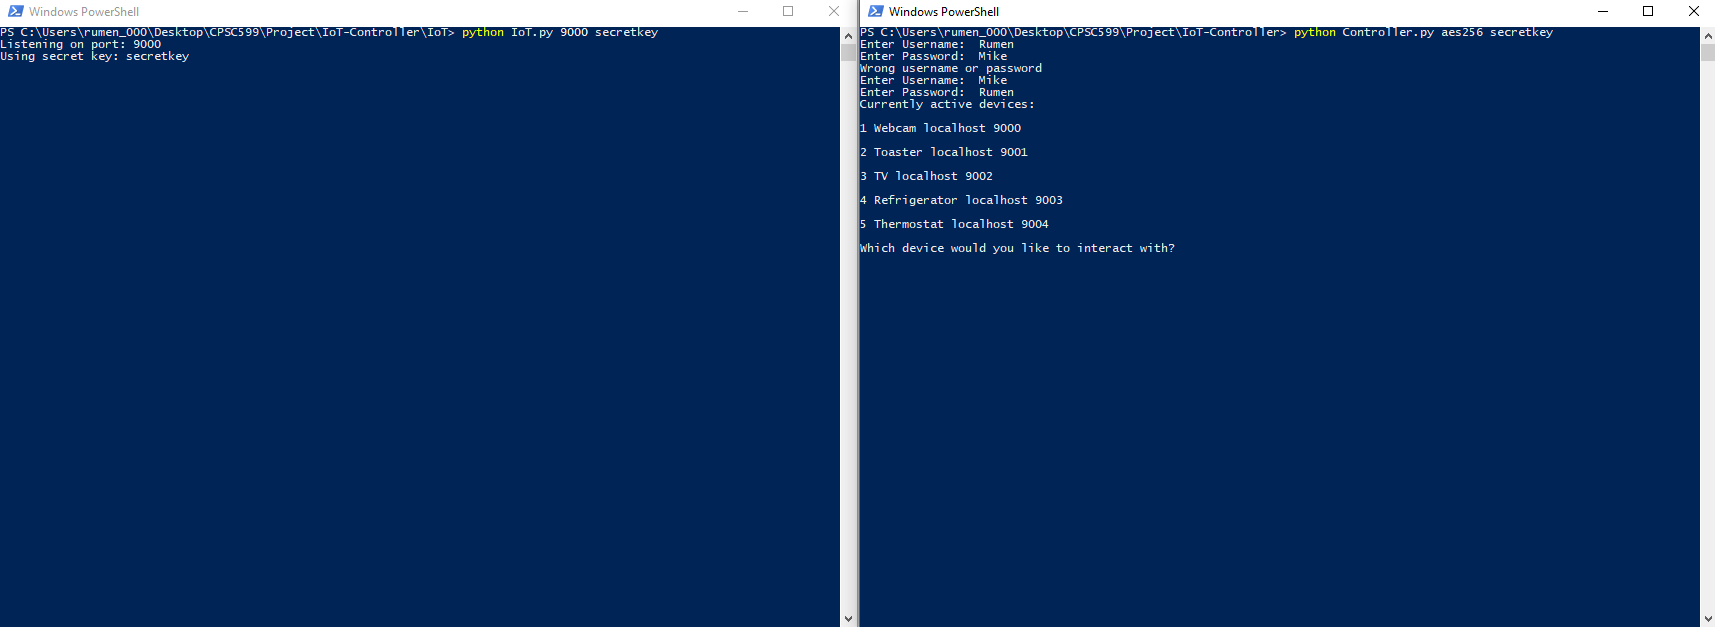 Windows PowerShell
PS C:\Users\rumen_000\Desktop\CPSC599\Project\IoT-Controller\IoT> python IoT.py 9000 secretkey
Listening on port: 9000
Using secret key: secretkey
Windows PowerShell
PS C:\Users\rumen_000\Desktop\CPSC599\Project\IoT-Controller> python Controller.py aes256 secretkey
Enter Username:  Rumen
Enter Password:  Mike
Wrong username or password
Enter Username:  Mike
Enter Password:  Rumen
Currently active devices:
1 Webcam localhost 9000
2 Toaster localhost 9001
3 TV localhost 9002
4 Refrigerator localhost 9003
5 Thermostat localhost 9004
Which device would you like to interact with?